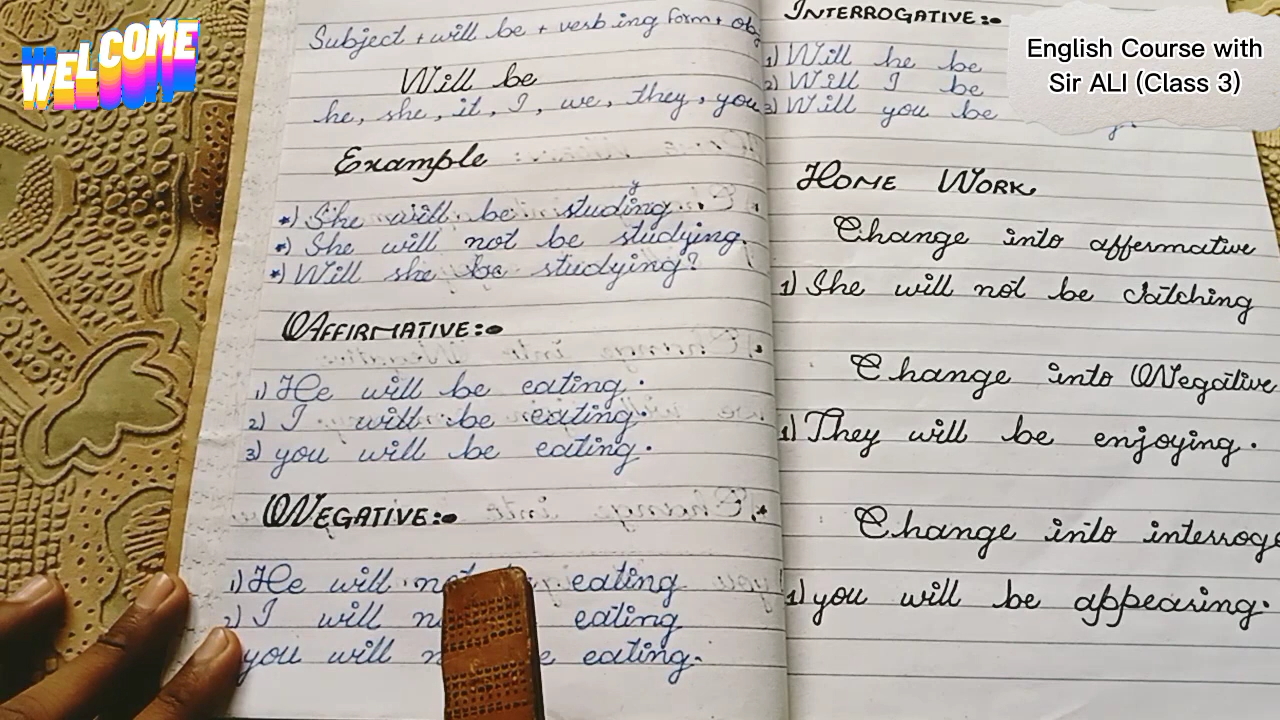 WELCOME
English Course with
Sir ALI (Class 3)
Subject + will be + verb ing form + obj
Will be
he, she, it, I, we, they, you
Example
*) She will be studing.
y
*) She will not be studying.
*) Will she be studying?
AFFIRMATIVE:-
1) He will be eating.
2) I will be eating.
3) you will be eating.
NEGATIVE:-
1) He will not eating
2) I will eating
you will eating.
INTERROGATIVE:-
1) Will he be
2) Will I be
3) Will you be
HOME WORK
Change into affermative
1) She will not be
Change into Negative
1) They will be enjoying.
Change into interroge
1) you will be appearing.